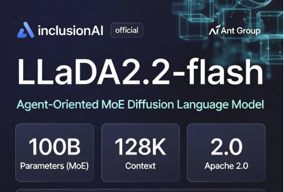 inclusionAI official Ant Group
LLaDA2.2-flash
Agent-Oriented MoE Diffusion Language Model
100B 128K 2.0
Parameters (MoE) Context Apache 2.0